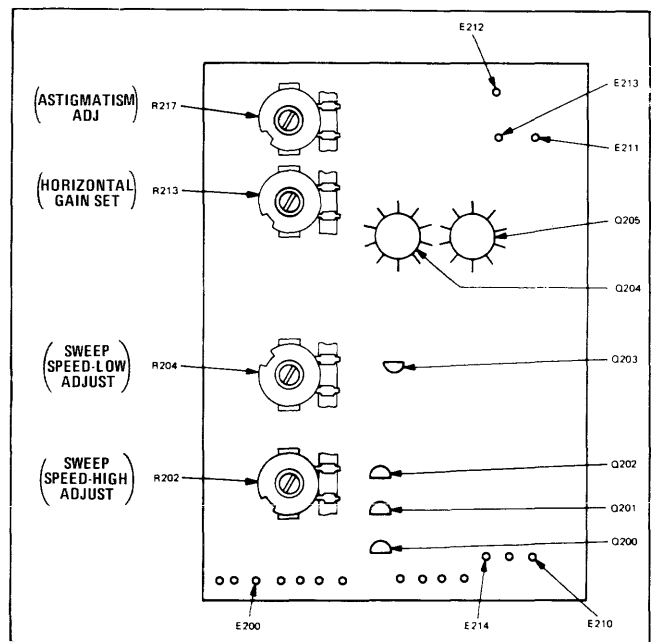 E212
(ASTIGMATISM
ADJ)
R217
E213
E211
(HORIZONTAL
GAIN SET)
R213
Q205
Q204
(SWEEP
SPEED-LOW
ADJUST)
R204
Q203
(SWEEP
SPEED-HIGH
ADJUST)
R202
Q202
Q201
Q200
E200
E214
E210